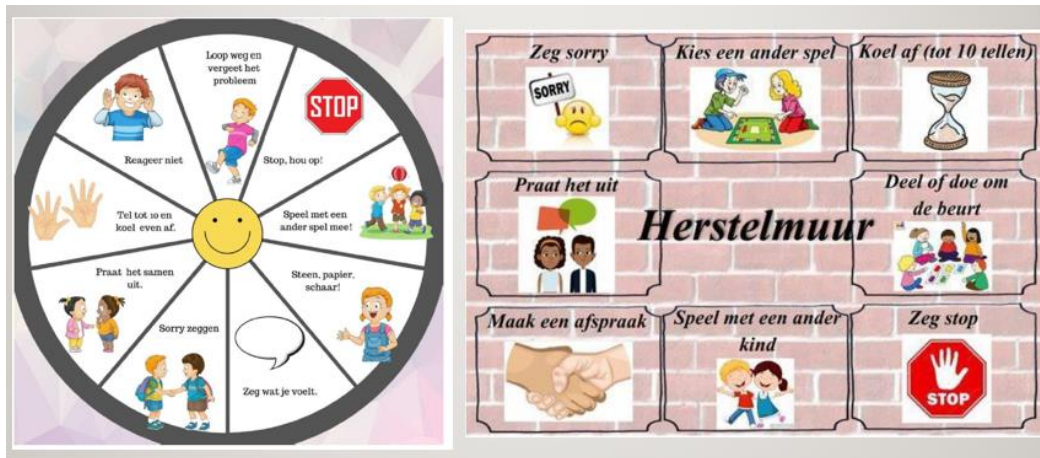 Loop weg en
vergeet het
probleem
STOP
Stop, hou op!
Speel met een
ander spel mee!
Steen, papier,
schaar!
Zeg wat je voelt.
Sorry zeggen
Praat het samen
uit.
Tel tot 10 en
koel even af.
Reageer niet
Zeg sorry
SORRY
Kies een ander spel
Koel af (tot 10 tellen)
Praat het uit
Herstelmuur
Deel of doe om
de beurt
Maak een afspraak
Speel met een ander
kind
Zeg stop
STOP